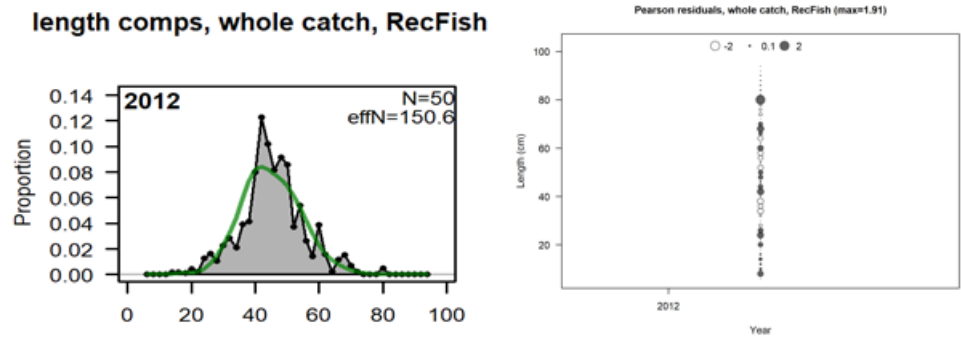 length comps, whole catch, RecFish
2012
N=50
effN=150.6
Proportion
0.14
0.12
0.10
0.08
0.06
0.04
0.02
0.00
0 20 40 60 80 100
Pearson residuals, whole catch, RecFish (max=1.91)
-2 0.1 2
Length (cm)
100
80
60
40
20
2012
Year